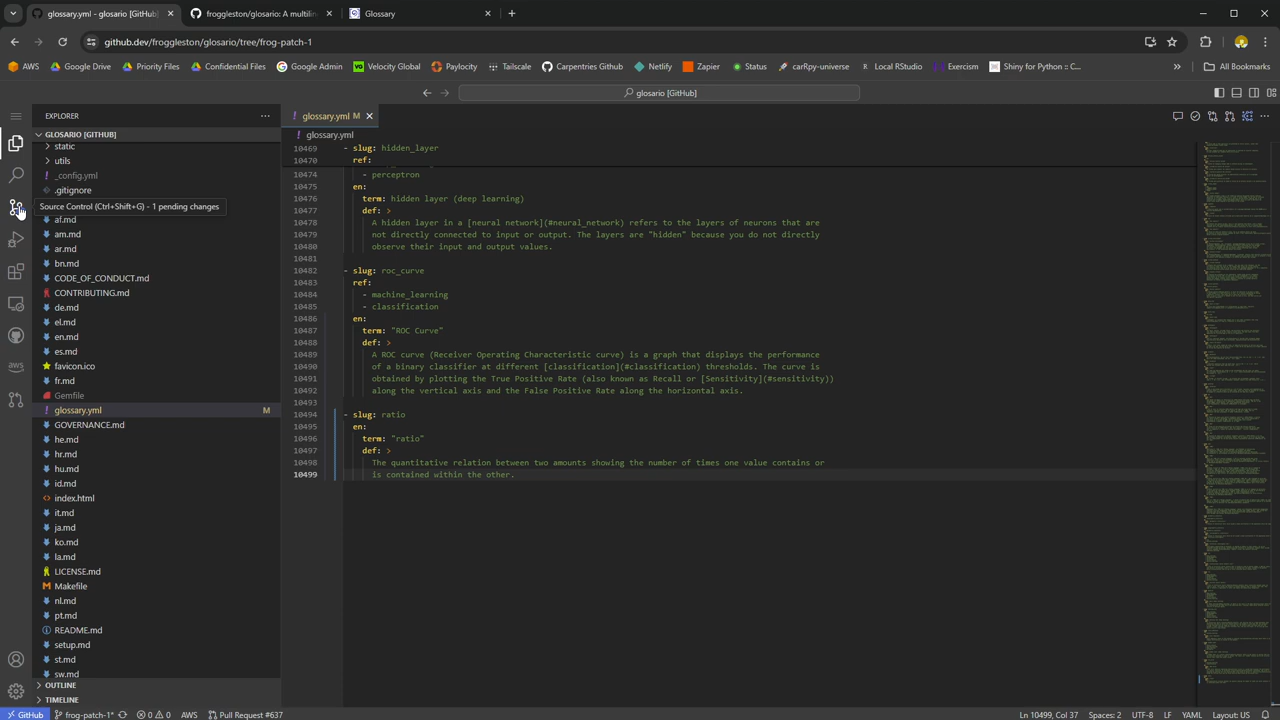 glossary.yml - glosario [GitHub]
froggleston/glosario: A multilin
Glossary
github.dev/froggleston/glosario/tree/frog-patch-1
AWS
Google Drive
Priority Files
Confidential Files
Google Admin
Velocity Global
Paylocity
Tailscale
Carpentries Github
Netlify
Zapier
Status
caRpy-universe
Local RStudio
Exercism
Shiny for Python :: C...
All Bookmarks
glosario [GitHub]
EXPLORER
GLOSARIO [GITHUB]
static
utils
_config.yml
.gitignore
Source Control (Ctrl+Shift+G) - 1 pending changes
af.md
am.md
ar.md
bn.md
CODE_OF_CONDUCT.md
CONTRIBUTING.md
de.md
el.md
en.md
es.md
favicon.ico
fr.md
Gemfile
glossary.yml M
GOVERNANCE.md
he.md
hr.md
hu.md
id.md
index.html
it.md
ja.md
ko.md
la.md
LICENSE.md
Makefile
nl.md
pt.md
README.md
setup.md
st.md
sw.md
OUTLINE
TIMELINE
glossary.yml M
glossary.yml
10469 - slug: hidden_layer
10470 ref:
10474 - perceptron
10475 en:
10476 term: hidden layer (deep learning)
10477 def: >
10478 A hidden layer in a [neural network](#neural_network) refers to the layers of neurons that are
10479 not directly connected to input or output. The layers are "hidden" because you do not directly
10480 observe their input and output values.
10481
10482 - slug: roc_curve
10483 ref:
10484 - machine_learning
10485 - classification
10486 en:
10487 term: "ROC Curve"
10488 def: >
10489 A ROC curve (Receiver Operating Characteristic curve) is a graph that displays the performance
10490 of a binary classifier at different [classification](#classification) thresholds. The curve is
10491 obtained by plotting the True Positive Rate (also known as Recall or [Sensitivity](#sensitivity))
10492 along the vertical axis and the False Positive Rate along the horizontal axis.
10493
10494 - slug: ratio
10495 en:
10496 term: "ratio"
10497 def: >
10498 The quantitative relation between two amounts showing the number of times one value contains or
10499 is contained within the other.
GitHub
frog-patch-1*
0 0
AWS
Pull Request #637
Ln 10499, Col 37
Spaces: 2
UTF-8
LF
YAML
Layout: US